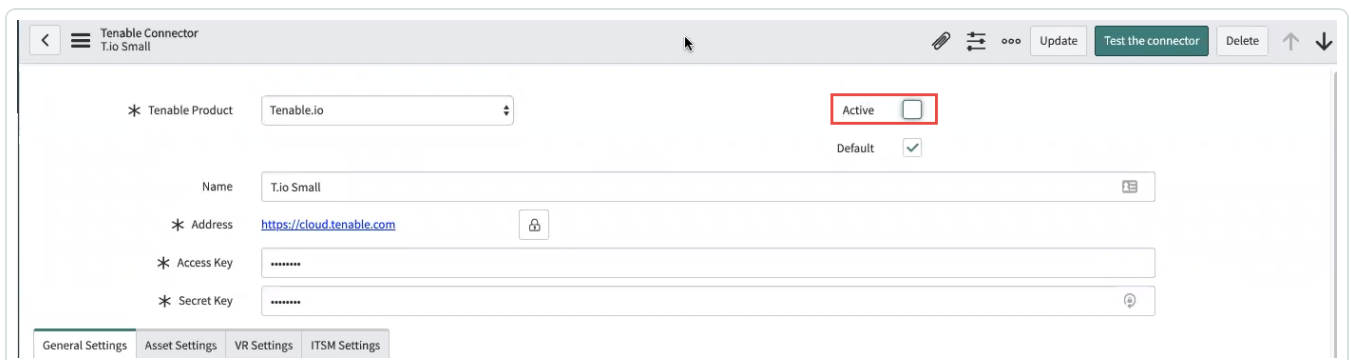 Tenable Connector
T.io Small
Update Test the connector Delete
Tenable Product Tenable.io Active
Default
Name T.io Small
Address https://cloud.tenable.com
Access Key ••••••••
Secret Key ••••••••
General Settings Asset Settings VR Settings ITSM Settings